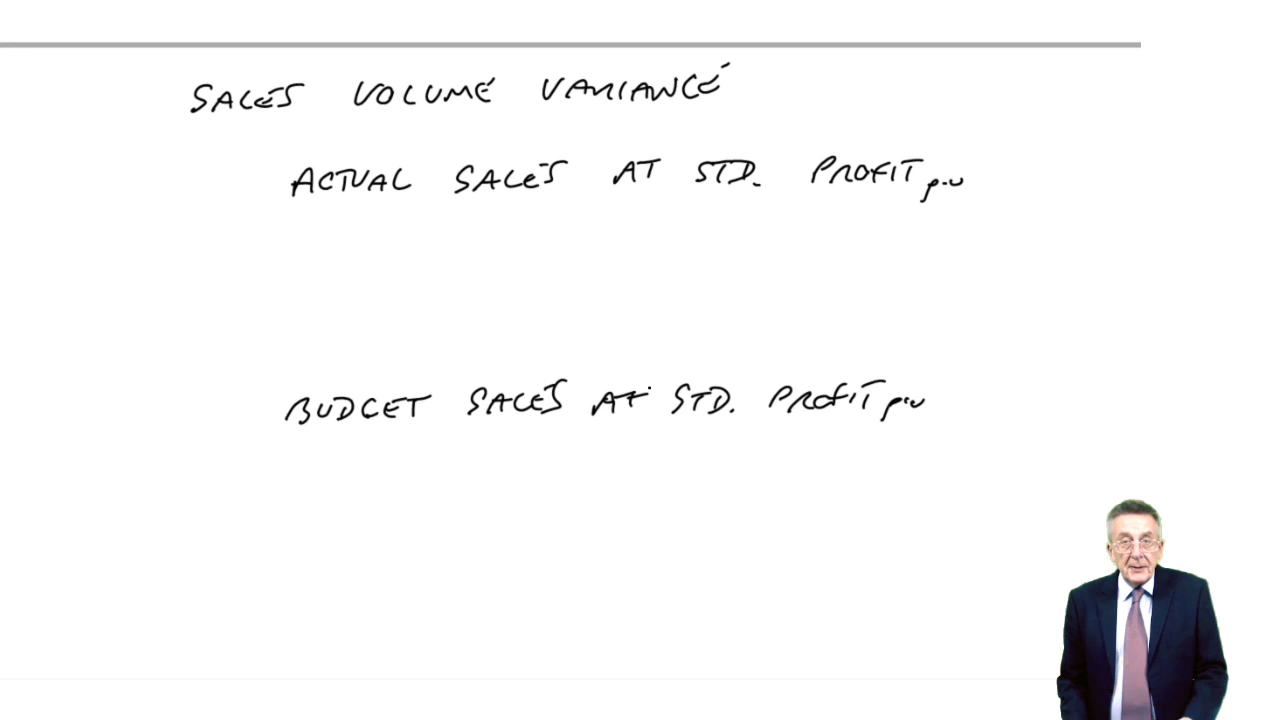 SALES VOLUME VARIANCE
ACTUAL SALES AT STD. PROFIT p.u
BUDGET SALES AT STD. PROFIT p.u